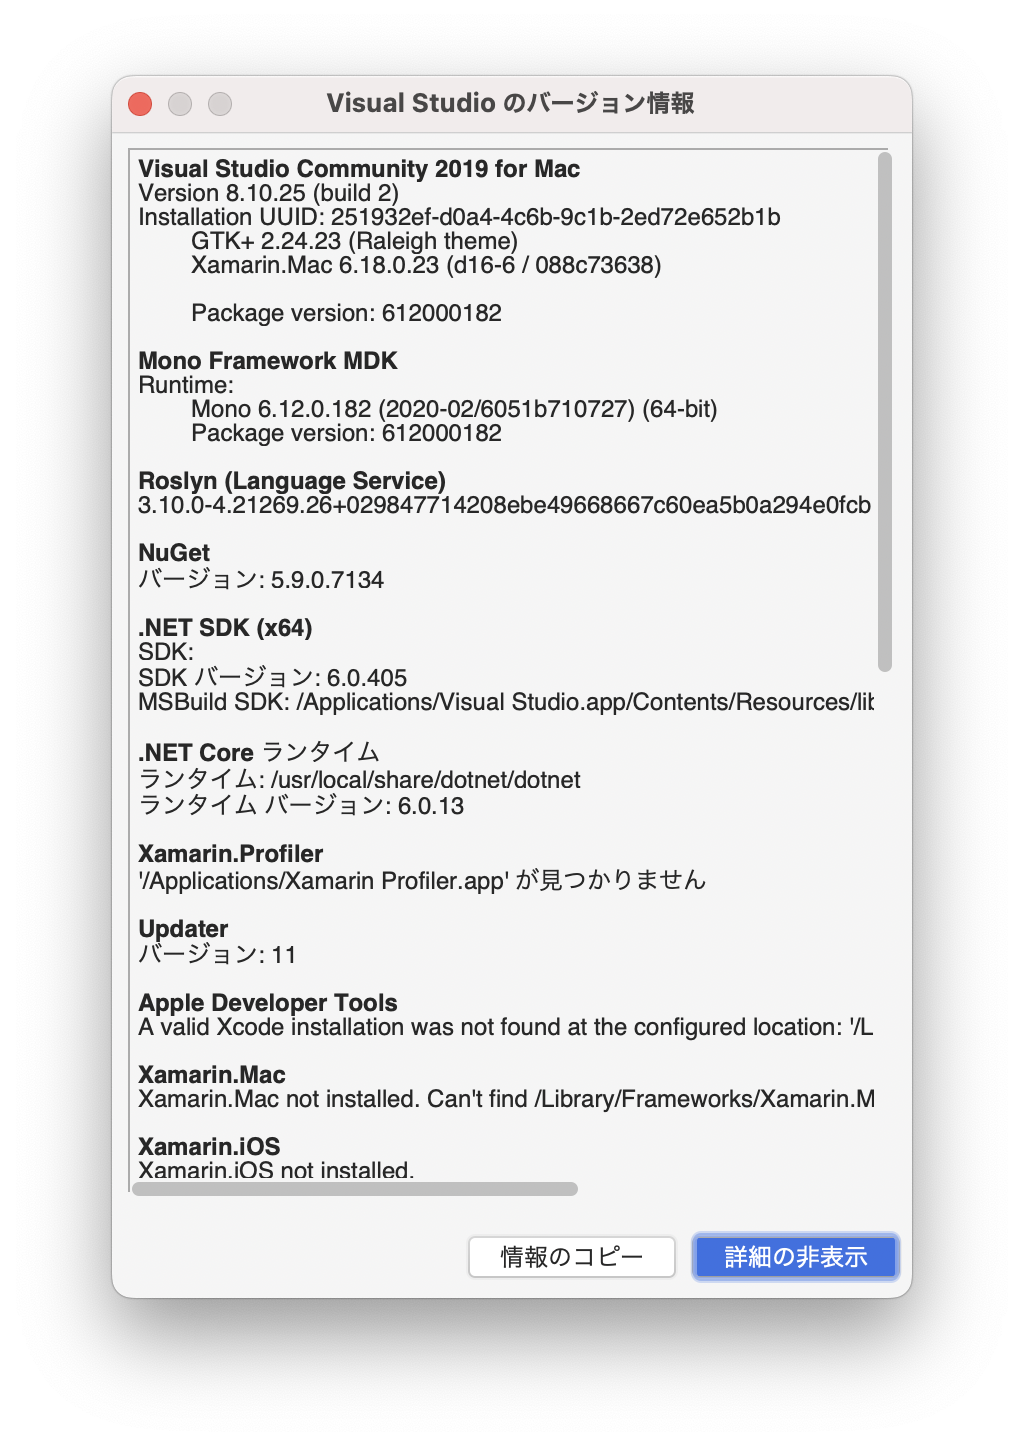 Visual Studio のバージョン情報
Visual Studio Community 2019 for Mac
Version 8.10.25 (build 2)
Installation UUID: 251932ef-d0a4-4c6b-9c1b-2ed72e652b1b
GTK+ 2.24.23 (Raleigh theme)
Xamarin.Mac 6.18.0.23 (d16-6 / 088c73638)
Package version: 612000182
Mono Framework MDK
Runtime:
Mono 6.12.0.182 (2020-02/6051b710727) (64-bit)
Package version: 612000182
Roslyn (Language Service)
3.10.0-4.21269.26+029847714208ebe49668667c60ea5b0a294e0fcb
NuGet
バージョン: 5.9.0.7134
.NET SDK (x64)
SDK:
SDK バージョン: 6.0.405
MSBuild SDK: /Applications/Visual Studio.app/Contents/Resources/lib
.NET Core ランタイム
ランタイム: /usr/local/share/dotnet/dotnet
ランタイム バージョン: 6.0.13
Xamarin.Profiler
'/Applications/Xamarin Profiler.app' が見つかりません
Updater
バージョン: 11
Apple Developer Tools
A valid Xcode installation was not found at the configured location: '/L
Xamarin.Mac
Xamarin.Mac not installed. Can't find /Library/Frameworks/Xamarin.M
Xamarin.iOS
Xamarin.iOS not installed.
情報のコピー
詳細の非表示